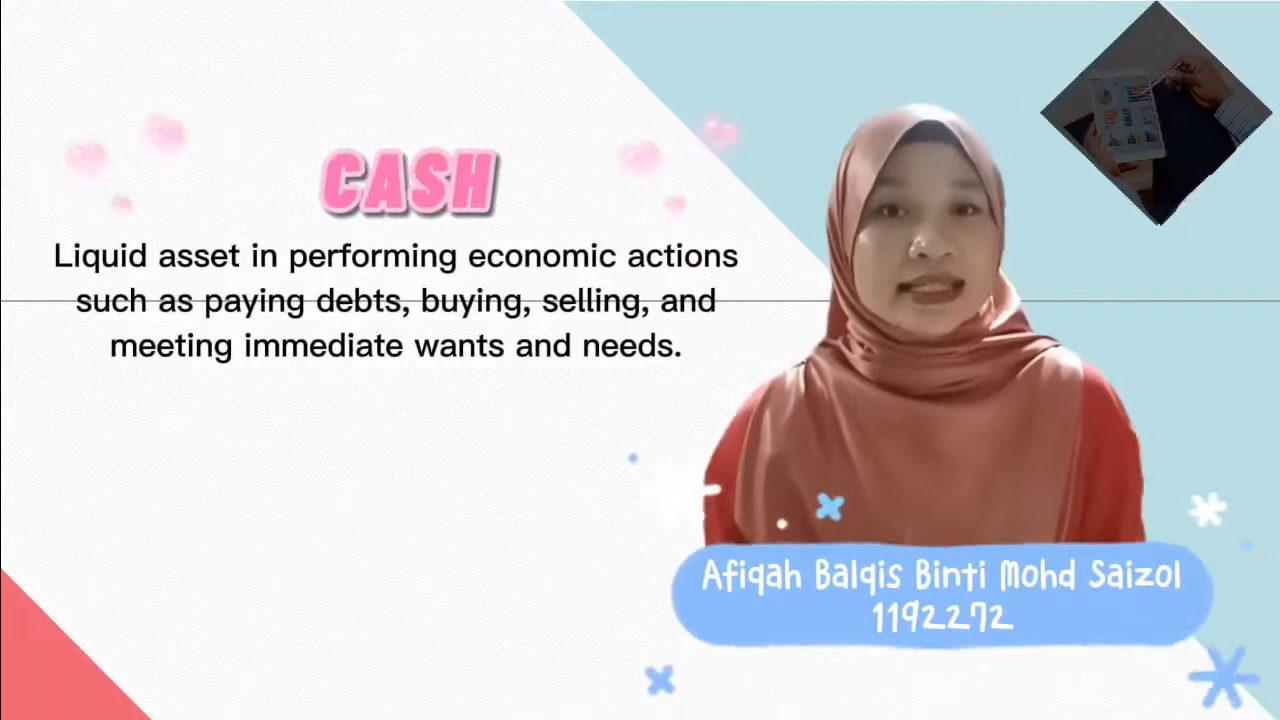 CASH
Liquid asset in performing economic actions
such as paying debts, buying, selling, and
meeting immediate wants and needs.
Afiqah Balqis Binti Mohd Saizol
1192272